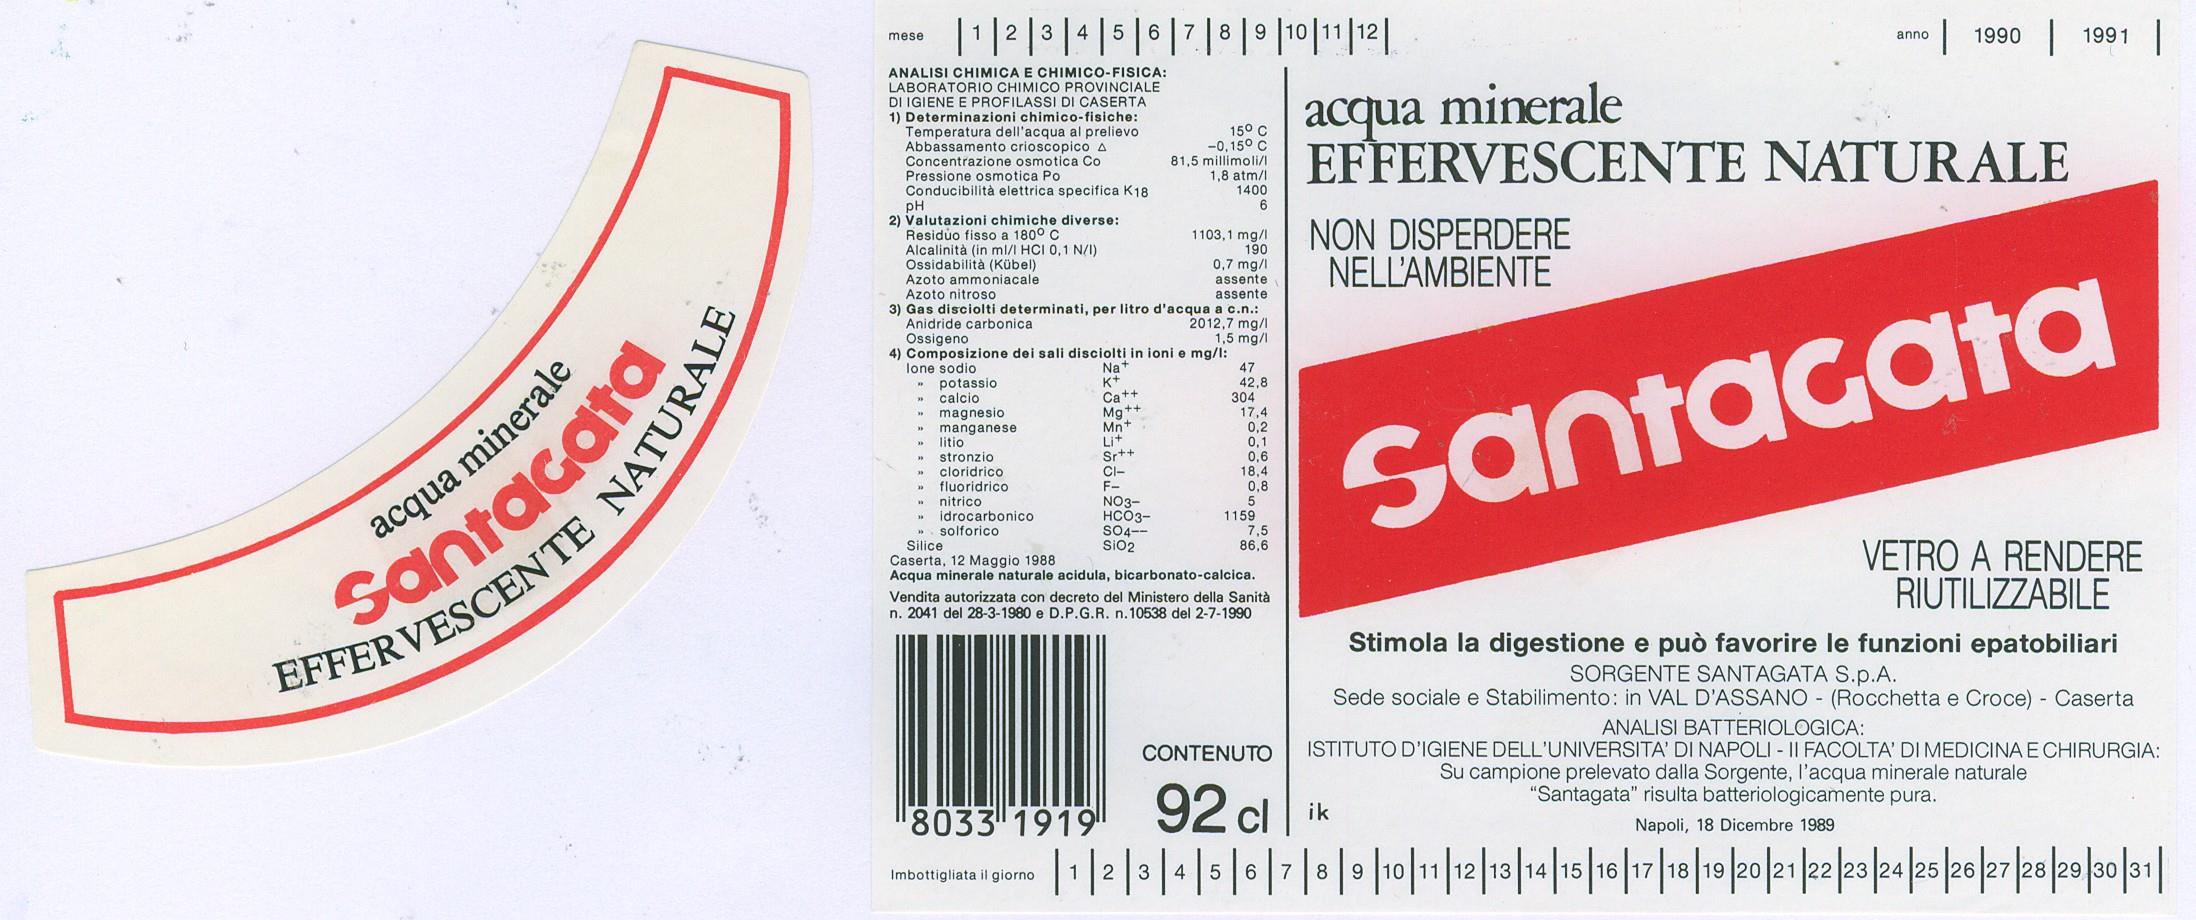 acqua minerale
Santagata
EFFERVESCENTE NATURALE
mese 1 2 3 4 5 6 7 8 9 10 11 12
anno 1990 1991
ANALISI CHIMICA E CHIMICO-FISICA:
LABORATORIO CHIMICO PROVINCIALE
DI IGIENE E PROFILASSI DI CASERTA
1) Determinazioni chimico-fisiche:
Temperatura dell'acqua al prelievo 15º C
Abbassamento crioscopico △ –0,15º C
Concentrazione osmotica Co 81,5 millimoli/l
Pressione osmotica Po 1,8 atm/l
Conducibilità elettrica specifica K18 1400
pH 6
2) Valutazioni chimiche diverse:
Residuo fisso a 180º C 1103,1 mg/l
Alcalinità (in ml/l HCl 0,1 N/l) 190
Ossidabilità (Kübel) 0,7 mg/l
Azoto ammoniacale assente
Azoto nitroso assente
3) Gas disciolti determinati, per litro d'acqua a c.n.:
Anidride carbonica 2012,7 mg/l
Ossigeno 1,5 mg/l
4) Composizione dei sali disciolti in ioni e mg/l:
Ione sodio Na+ 47
» potassio K+ 42,8
» calcio Ca++ 304
» magnesio Mg++ 17,4
» manganese Mn+ 0,2
» litio Li+ 0,1
» stronzio Sr++ 0,6
» cloridrico Cl– 18,4
» fluoridrico F– 0,8
» nitrico NO3– 5
» idrocarbonico HCO3– 1159
» solforico SO4–– 7,5
Silice SiO2 86,6
Caserta, 12 Maggio 1988
Acqua minerale naturale acidula, bicarbonato-calcica.
Vendita autorizzata con decreto del Ministero della Sanità
n. 2041 del 28-3-1980 e D.P.G.R. n.10538 del 2-7-1990
8033 1919
CONTENUTO
92 cl
acqua minerale
EFFERVESCENTE NATURALE
NON DISPERDERE
NELL'AMBIENTE
Santagata
VETRO A RENDERE
RIUTILIZZABILE
Stimola la digestione e può favorire le funzioni epatobiliari
SORGENTE SANTAGATA S.p.A.
Sede sociale e Stabilimento: in VAL D'ASSANO - (Rocchetta e Croce) - Caserta
ANALISI BATTERIOLOGICA:
ISTITUTO D'IGIENE DELL'UNIVERSITA' DI NAPOLI - II FACOLTA' DI MEDICINA E CHIRURGIA:
Su campione prelevato dalla Sorgente, l'acqua minerale naturale
“Santagata” risulta batteriologicamente pura.
ik
Napoli, 18 Dicembre 1989
Imbottigliata il giorno 1 2 3 4 5 6 7 8 9 10 11 12 13 14 15 16 17 18 19 20 21 22 23 24 25 26 27 28 29 30 31